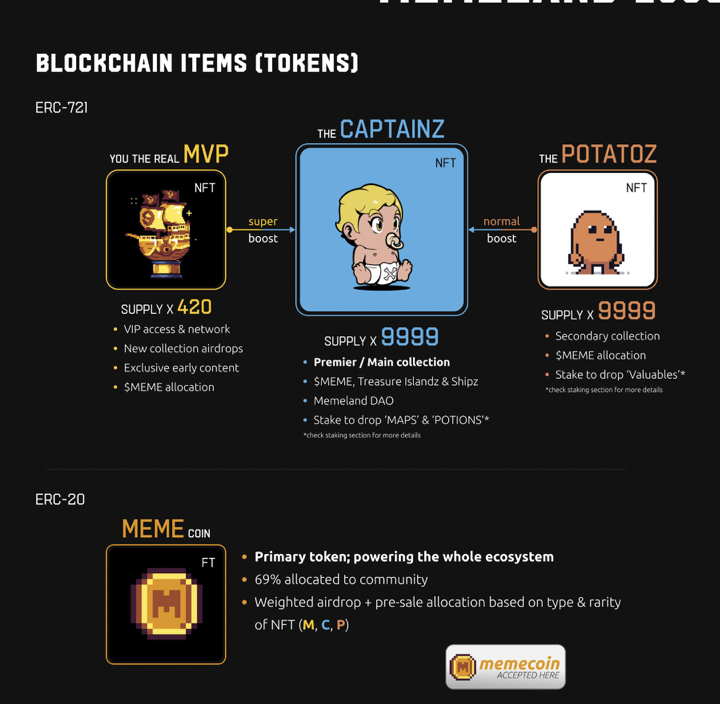 BLOCKCHAIN ITEMS (TOKENS)
ERC-721
YOU THE REAL MVP
NFT
SUPPLY X 420
• VIP access & network
• New collection airdrops
• Exclusive early content
• $MEME allocation
super
boost
THE CAPTAINZ
NFT
SUPPLY X 9999
• Premier / Main collection
• $MEME, Treasure Islandz & Shipz
• Memeland DAO
• Stake to drop ‘MAPS’ & ‘POTIONS’*
*check staking section for more details
normal
boost
THE POTATOZ
NFT
SUPPLY X 9999
• Secondary collection
• $MEME allocation
• Stake to drop ‘Valuables’*
*check staking section for more details
ERC-20
MEME COIN
FT
M
• Primary token; powering the whole ecosystem
• 69% allocated to community
• Weighted airdrop + pre-sale allocation based on type & rarity
of NFT (M, C, P)
M memecoin
ACCEPTED HERE